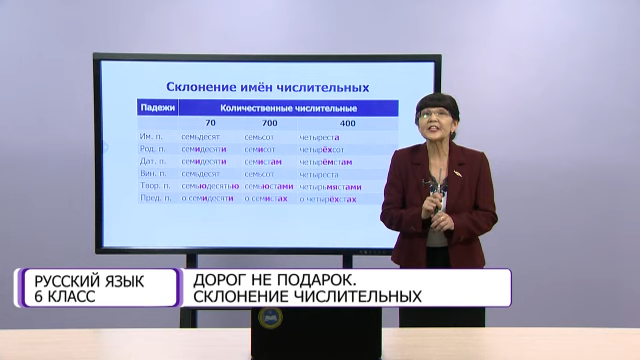 Склонение имён числительных
Падежи Количественные числительные
70 700 400
Им. п. семьдесят семьсот четыреста
Род. п. семидесяти семисот четырёхсот
Дат. п. семидесяти семистам четырёмстам
Вин. п. семьдесят семьсот четыреста
Твор. п. семьюдесятью семьюстами четырьмястами
Пред. п. о семидесяти о семистах о четырёхстах
РУССКИЙ ЯЗЫК
6 КЛАСС
ДОРОГ НЕ ПОДАРОК.
СКЛОНЕНИЕ ЧИСЛИТЕЛЬНЫХ